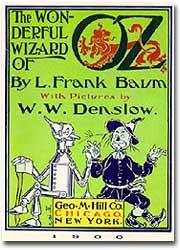 The WON-
DERFUL
WIZARD
OF OZ
By L. Frank Baum
With Pictures by
W. W. Denslow.
Geo. M. Hill Co.
CHICAGO.
NEW YORK.
1900